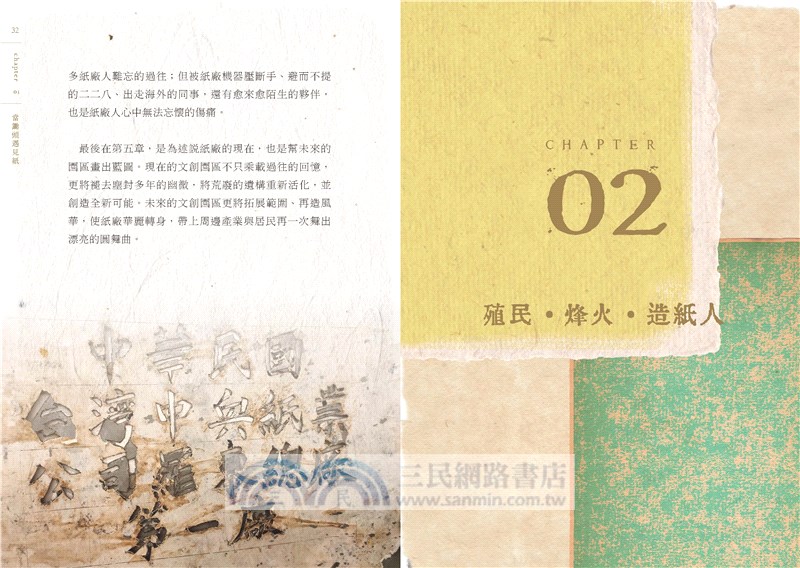 32
chapter 01
當屬頭遇見紙
多紙廠人難忘的過往；但被紙廠機器壓斷手、避而不提
的二二八、出走海外的同事，還有愈來愈陌生的夥伴，
也是紙廠人心中無法忘懷的傷痛。
最後在第五章，是為述說紙廠的現在，也是幫未來的
園區畫出藍圖。現在的文創園區不只乘載過往的回憶，
更將褪去塵封多年的幽微，將荒廢的遺構重新活化，並
創造全新可能。未來的文創園區更將拓展範圍、再造風
華，使紙廠華麗轉身，帶上周邊產業與居民再一次舞出
漂亮的圓舞曲。
中華民國
台灣中興紙業
公司羅東總廠
第一廠
CHAPTER
02
殖民・烽火・造紙人
三民網路書店
www.sanmin.com.tw